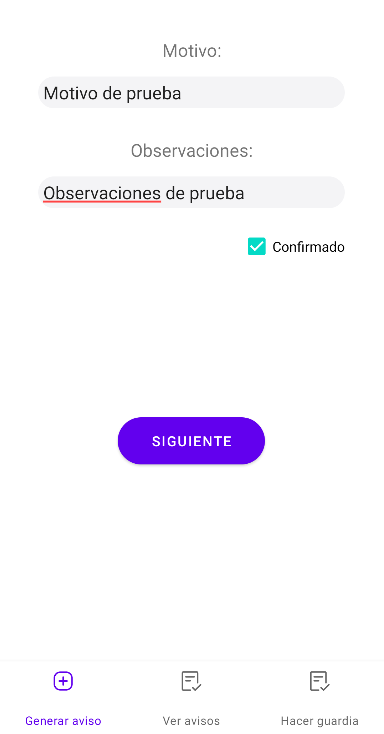 Motivo:
Motivo de prueba
Observaciones:
Observaciones de prueba
Confirmado
SIGUIENTE
Generar aviso
Ver avisos
Hacer guardia